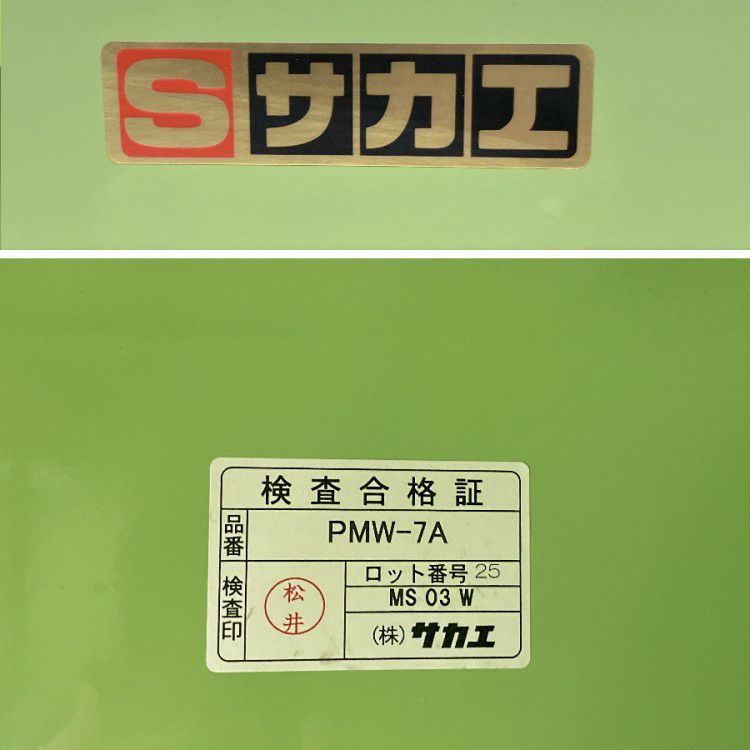 S サカエ
検査合格証
品番 PMW-7A
検査印 松井
ロット番号 25
MS 03 W
(株)サカエ